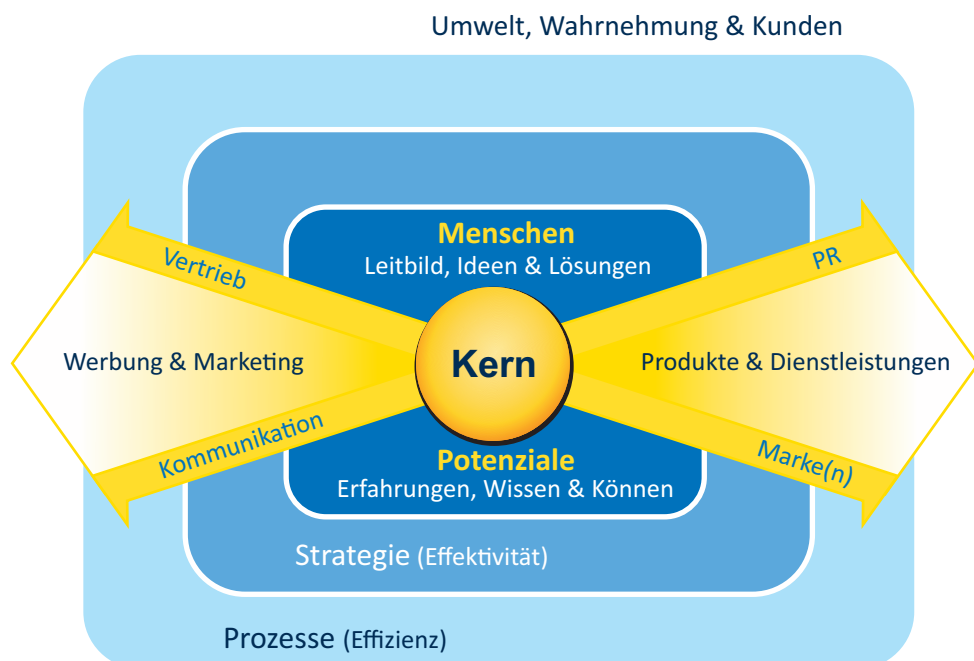 Umwelt, Wahrnehmung & Kunden
Menschen
Leitbild, Ideen & Lösungen
Vertrieb
PR
Werbung & Marketing
Kern
Produkte & Dienstleistungen
Kommunikation
Marke(n)
Potenziale
Erfahrungen, Wissen & Können
Strategie (Effektivität)
Prozesse (Effizienz)